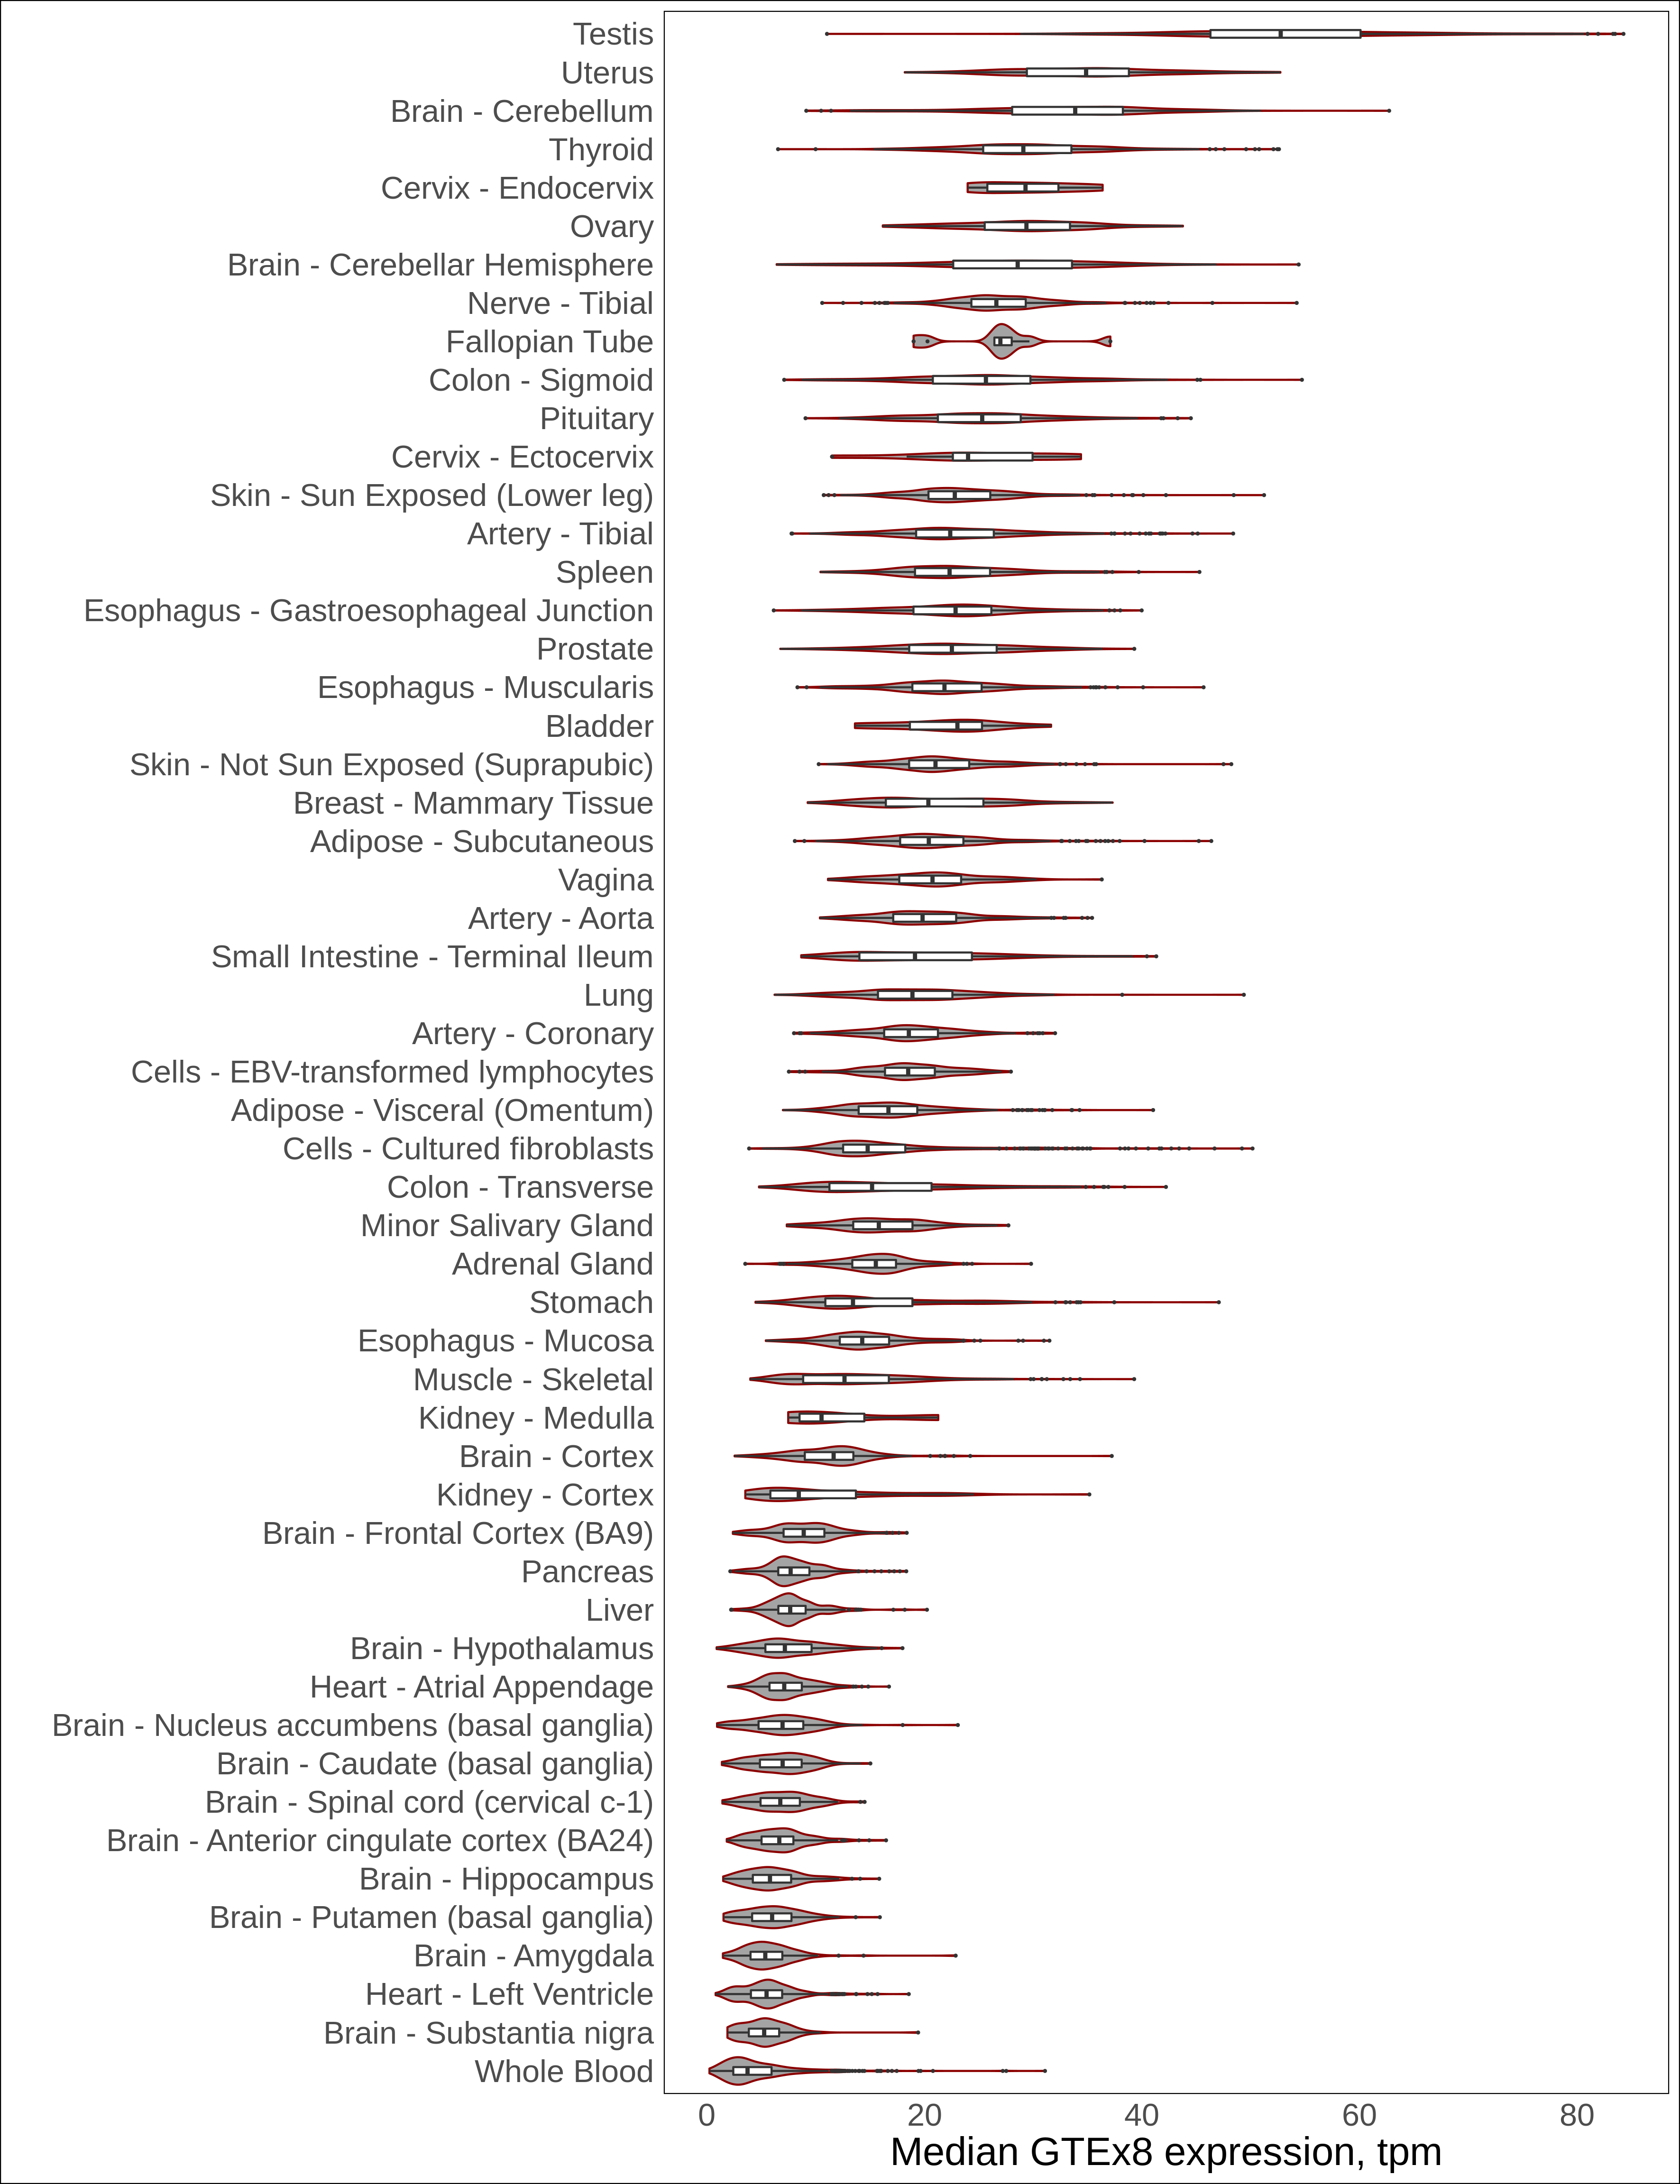 Testis
Uterus
Brain - Cerebellum
Thyroid
Cervix - Endocervix
Ovary
Brain - Cerebellar Hemisphere
Nerve - Tibial
Fallopian Tube
Colon - Sigmoid
Pituitary
Cervix - Ectocervix
Skin - Sun Exposed (Lower leg)
Artery - Tibial
Spleen
Esophagus - Gastroesophageal Junction
Prostate
Esophagus - Muscularis
Bladder
Skin - Not Sun Exposed (Suprapubic)
Breast - Mammary Tissue
Adipose - Subcutaneous
Vagina
Artery - Aorta
Small Intestine - Terminal Ileum
Lung
Artery - Coronary
Cells - EBV-transformed lymphocytes
Adipose - Visceral (Omentum)
Cells - Cultured fibroblasts
Colon - Transverse
Minor Salivary Gland
Adrenal Gland
Stomach
Esophagus - Mucosa
Muscle - Skeletal
Kidney - Medulla
Brain - Cortex
Kidney - Cortex
Brain - Frontal Cortex (BA9)
Pancreas
Liver
Brain - Hypothalamus
Heart - Atrial Appendage
Brain - Nucleus accumbens (basal ganglia)
Brain - Caudate (basal ganglia)
Brain - Spinal cord (cervical c-1)
Brain - Anterior cingulate cortex (BA24)
Brain - Hippocampus
Brain - Putamen (basal ganglia)
Brain - Amygdala
Heart - Left Ventricle
Brain - Substantia nigra
Whole Blood
0 20 40 60 80
Median GTEx8 expression, tpm